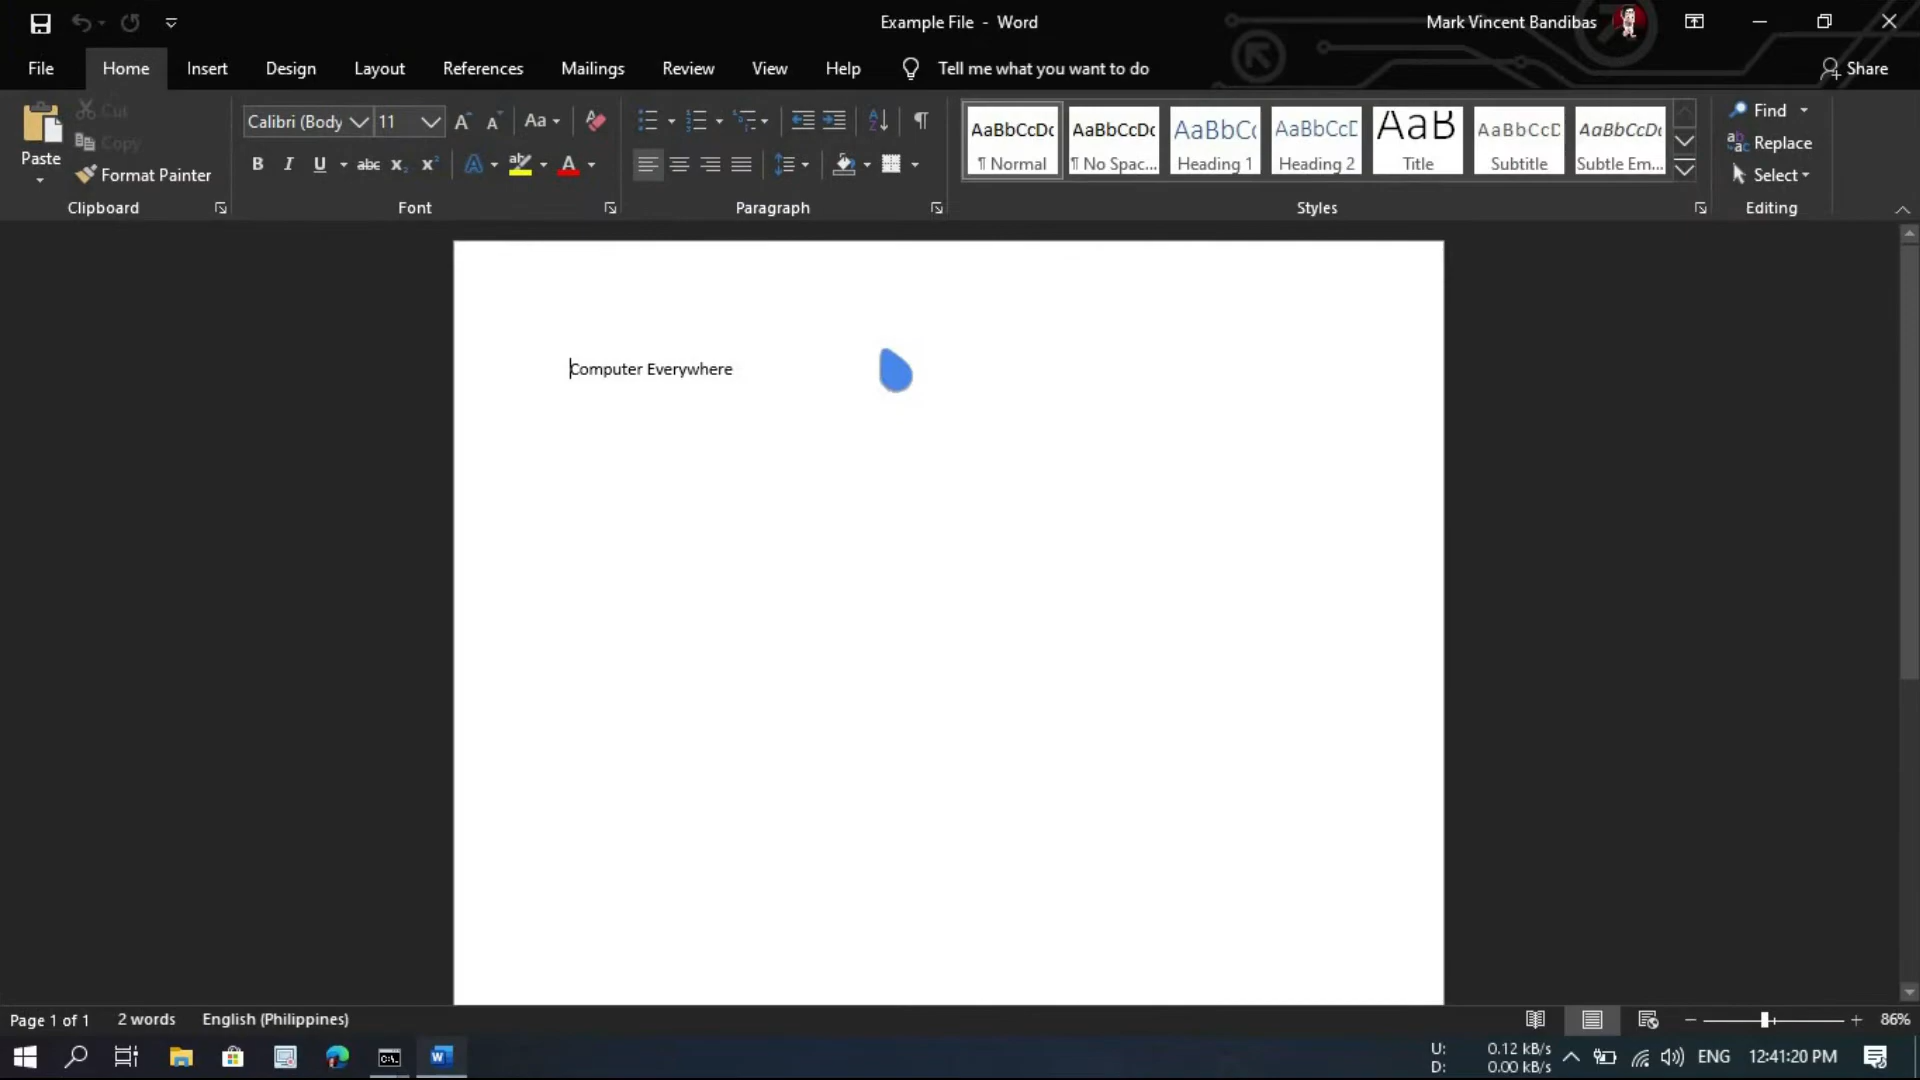 Example File - Word
Mark Vincent Bandibas
File Home Insert Design Layout References Mailings Review View Help Tell me what you want to do Share
Paste
Cut
Copy
Format Painter
Clipboard
Calibri (Body 11
Aa
B I U abc x₂ x² A ab A
Font
Paragraph
AaBbCcDc ¶ Normal
AaBbCcDc ¶ No Spac...
AaBbC Heading 1
AaBbCcD Heading 2
AaB Title
AaBbCcD Subtitle
AaBbCcDc Subtle Em...
Styles
Find
Replace
Select
Editing
Computer Everywhere
Page 1 of 1 2 words English (Philippines) 86%
U: 0.12 kB/s
D: 0.00 kB/s
ENG 12:41:20 PM